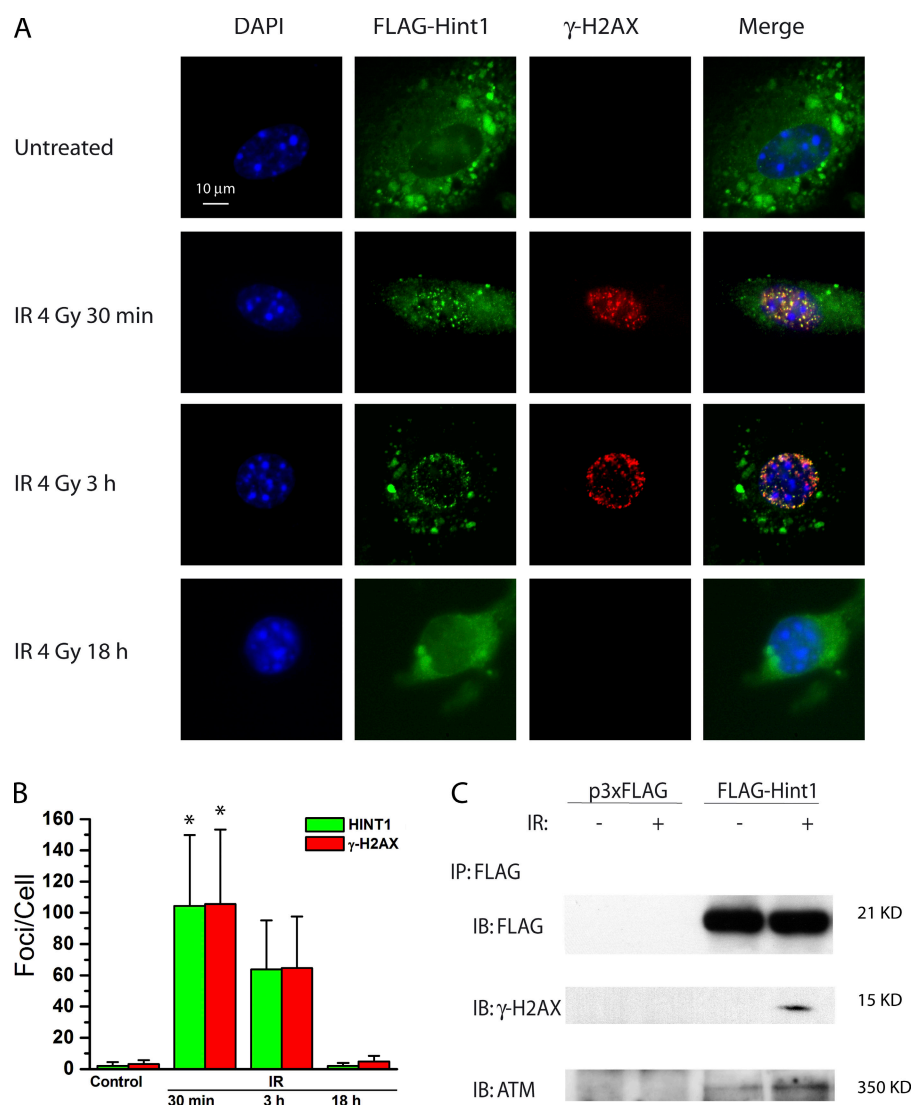 A
DAPI FLAG-Hint1 γ-H2AX Merge
Untreated
10 μm
IR 4 Gy 30 min
IR 4 Gy 3 h
IR 4 Gy 18 h
B
160
140
120
100
80
60
40
20
0
Foci/Cell
* *
HINT1
γ-H2AX
Control IR
30 min 3 h 18 h
C
p3xFLAG FLAG-Hint1
IR: - + - +
IP: FLAG
IB: FLAG 21 KD
IB: γ-H2AX 15 KD
IB: ATM 350 KD